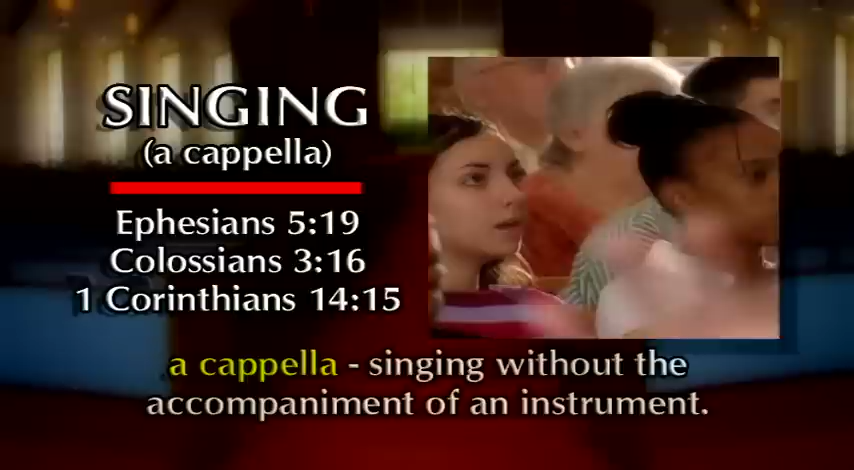 SINGING
(a cappella)
Ephesians 5:19
Colossians 3:16
1 Corinthians 14:15
a cappella - singing without the
accompaniment of an instrument.